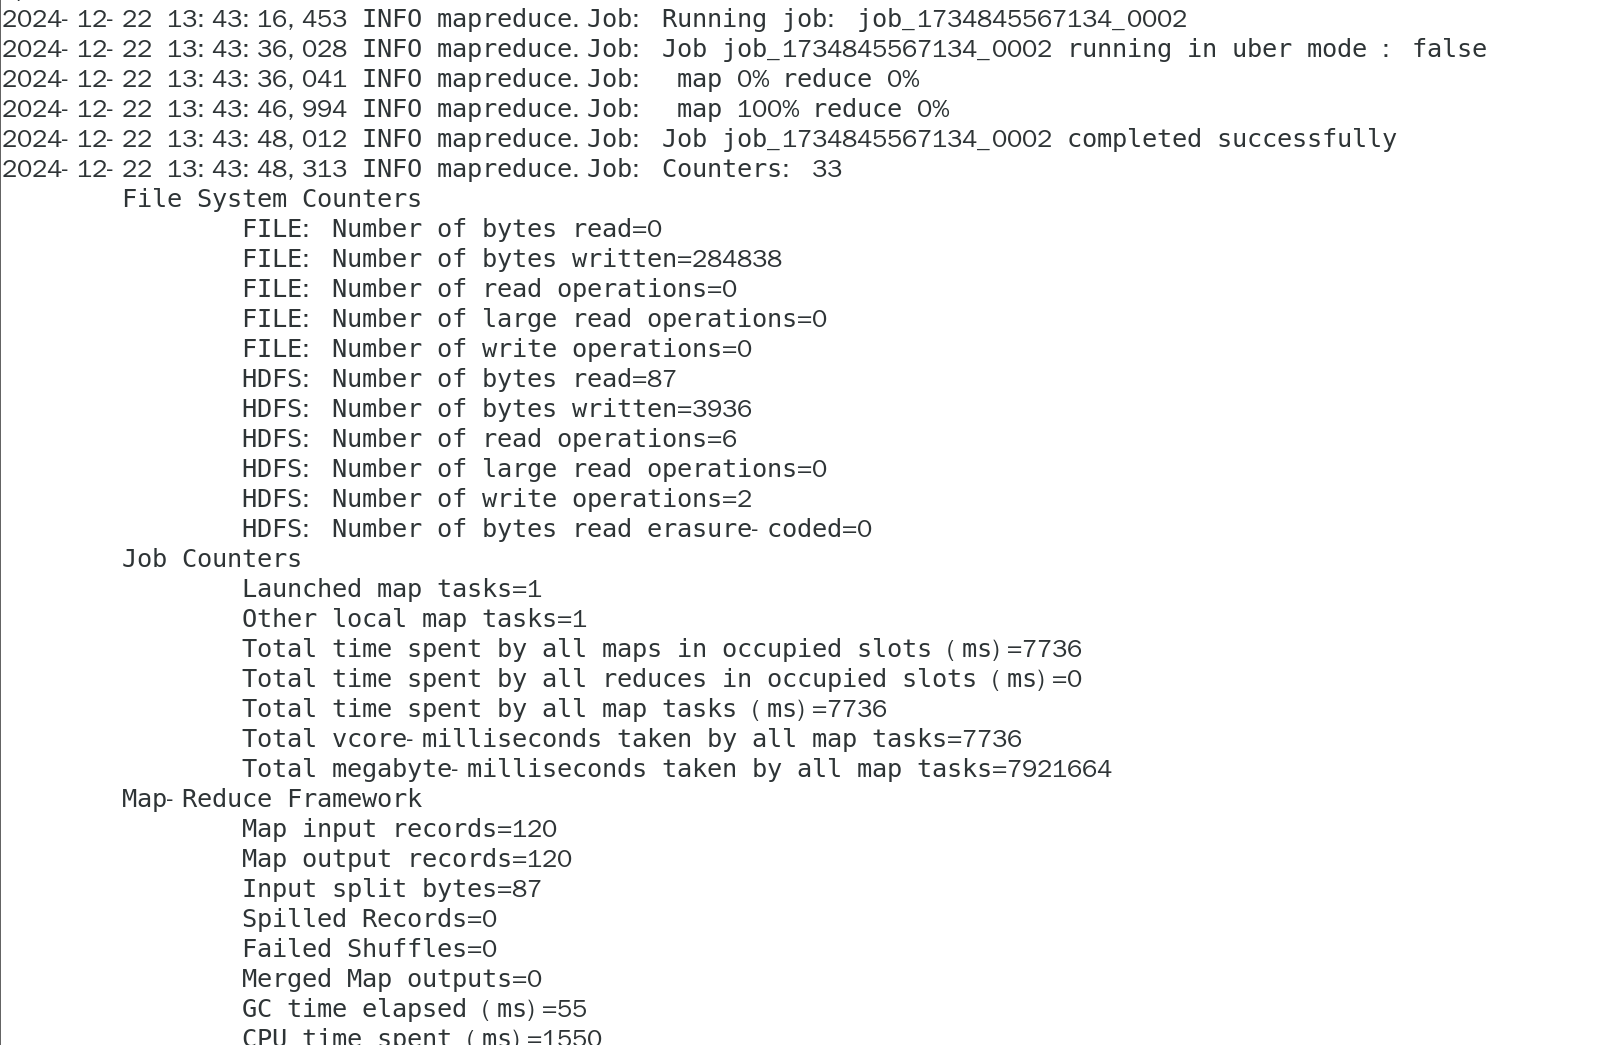 2024-12-22 13:43:16,453 INFO mapreduce.Job: Running job: job_1734845567134_0002
2024-12-22 13:43:36,028 INFO mapreduce.Job: Job job_1734845567134_0002 running in uber mode : false
2024-12-22 13:43:36,041 INFO mapreduce.Job:  map 0% reduce 0%
2024-12-22 13:43:46,994 INFO mapreduce.Job:  map 100% reduce 0%
2024-12-22 13:43:48,012 INFO mapreduce.Job: Job job_1734845567134_0002 completed successfully
2024-12-22 13:43:48,313 INFO mapreduce.Job: Counters: 33
File System Counters
FILE: Number of bytes read=0
FILE: Number of bytes written=284838
FILE: Number of read operations=0
FILE: Number of large read operations=0
FILE: Number of write operations=0
HDFS: Number of bytes read=87
HDFS: Number of bytes written=3936
HDFS: Number of read operations=6
HDFS: Number of large read operations=0
HDFS: Number of write operations=2
HDFS: Number of bytes read erasure-coded=0
Job Counters
Launched map tasks=1
Other local map tasks=1
Total time spent by all maps in occupied slots (ms)=7736
Total time spent by all reduces in occupied slots (ms)=0
Total time spent by all map tasks (ms)=7736
Total vcore-milliseconds taken by all map tasks=7736
Total megabyte-milliseconds taken by all map tasks=7921664
Map-Reduce Framework
Map input records=120
Map output records=120
Input split bytes=87
Spilled Records=0
Failed Shuffles=0
Merged Map outputs=0
GC time elapsed (ms)=55
CPU time spent (ms)=1550